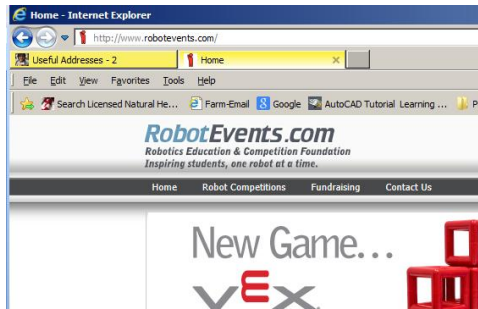 Home - Internet Explorer
http://www.robotevents.com/
Useful Addresses - 2 Home
File Edit View Favorites Tools Help
Search Licensed Natural He... Farm-Email Google AutoCAD Tutorial Learning ... P
RobotEvents.com
Robotics Education & Competition Foundation
Inspiring students, one robot at a time.
Home Robot Competitions Fundraising Contact Us
New Game...
VEX